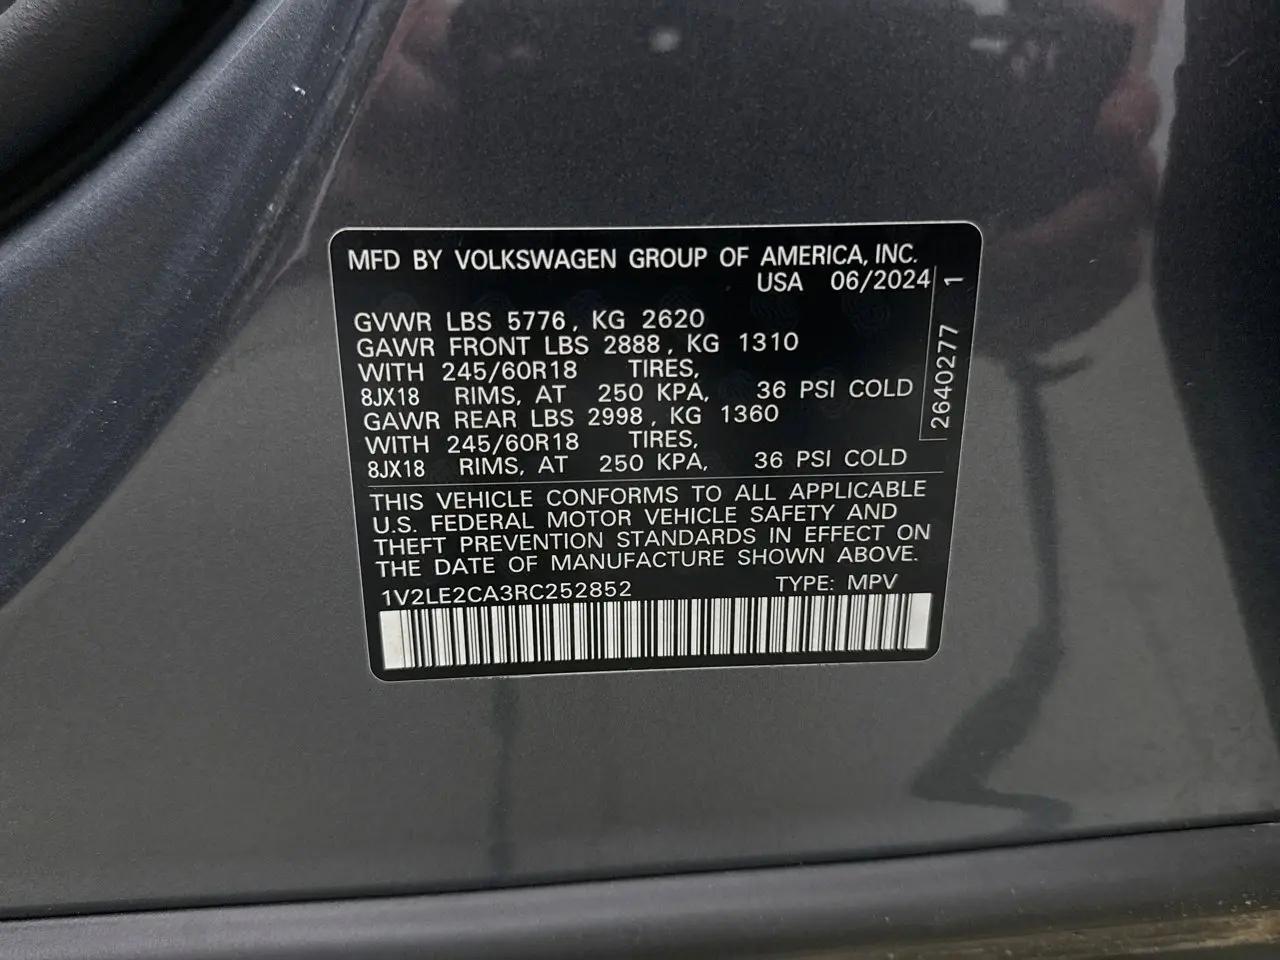 MFD BY VOLKSWAGEN GROUP OF AMERICA, INC.
USA 06/2024
GVWR LBS 5776, KG 2620
GAWR FRONT LBS 2888, KG 1310
WITH 245/60R18 TIRES,
8JX18 RIMS, AT 250 KPA, 36 PSI COLD
GAWR REAR LBS 2998, KG 1360
WITH 245/60R18 TIRES,
8JX18 RIMS, AT 250 KPA, 36 PSI COLD
2640277 1
THIS VEHICLE CONFORMS TO ALL APPLICABLE
U.S. FEDERAL MOTOR VEHICLE SAFETY AND
THEFT PREVENTION STANDARDS IN EFFECT ON
THE DATE OF MANUFACTURE SHOWN ABOVE.
1V2LE2CA3RC252852 TYPE: MPV